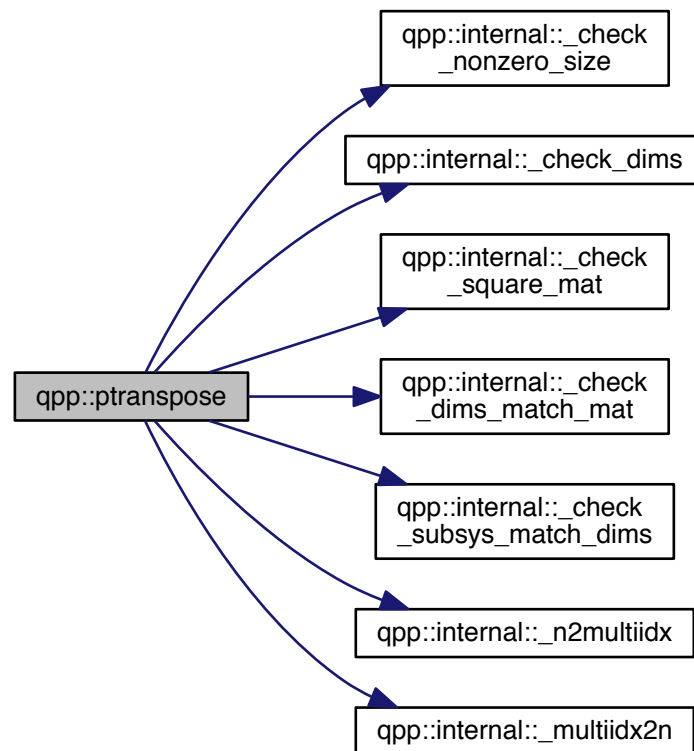 qpp::internal::_check
_nonzero_size
qpp::internal::_check_dims
qpp::internal::_check
_square_mat
qpp::ptranspose
qpp::internal::_check
_dims_match_mat
qpp::internal::_check
_subsys_match_dims
qpp::internal::_n2multiidx
qpp::internal::_multiidx2n